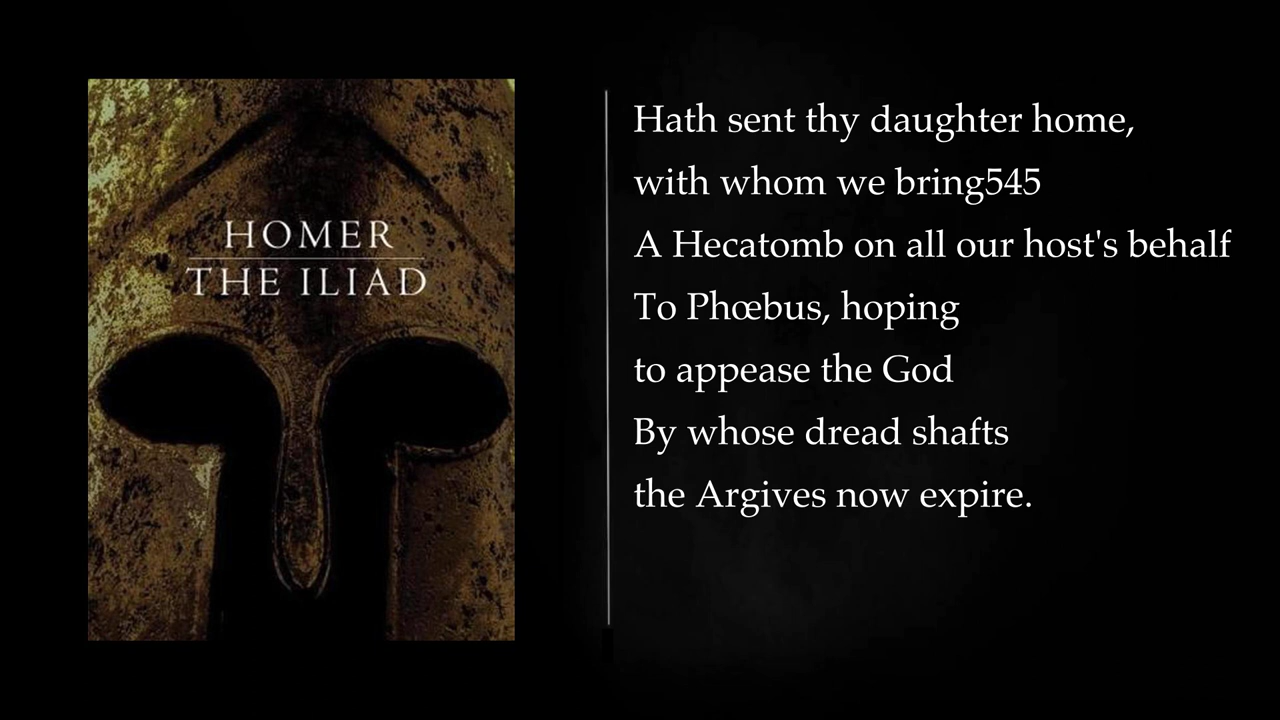 HOMER
THE ILIAD
Hath sent thy daughter home,
with whom we bring545
A Hecatomb on all our host's behalf
To Phœbus, hoping
to appease the God
By whose dread shafts
the Argives now expire.